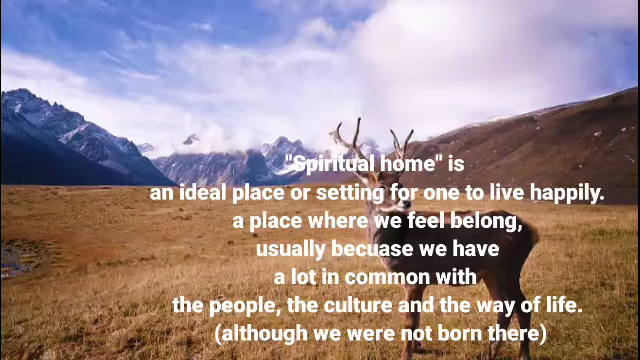 "Spiritual home" is
an ideal place or setting for one to live happily.
a place where we feel belong,
usually becuase we have
a lot in common with
the people, the culture and the way of life.
(although we were not born there)